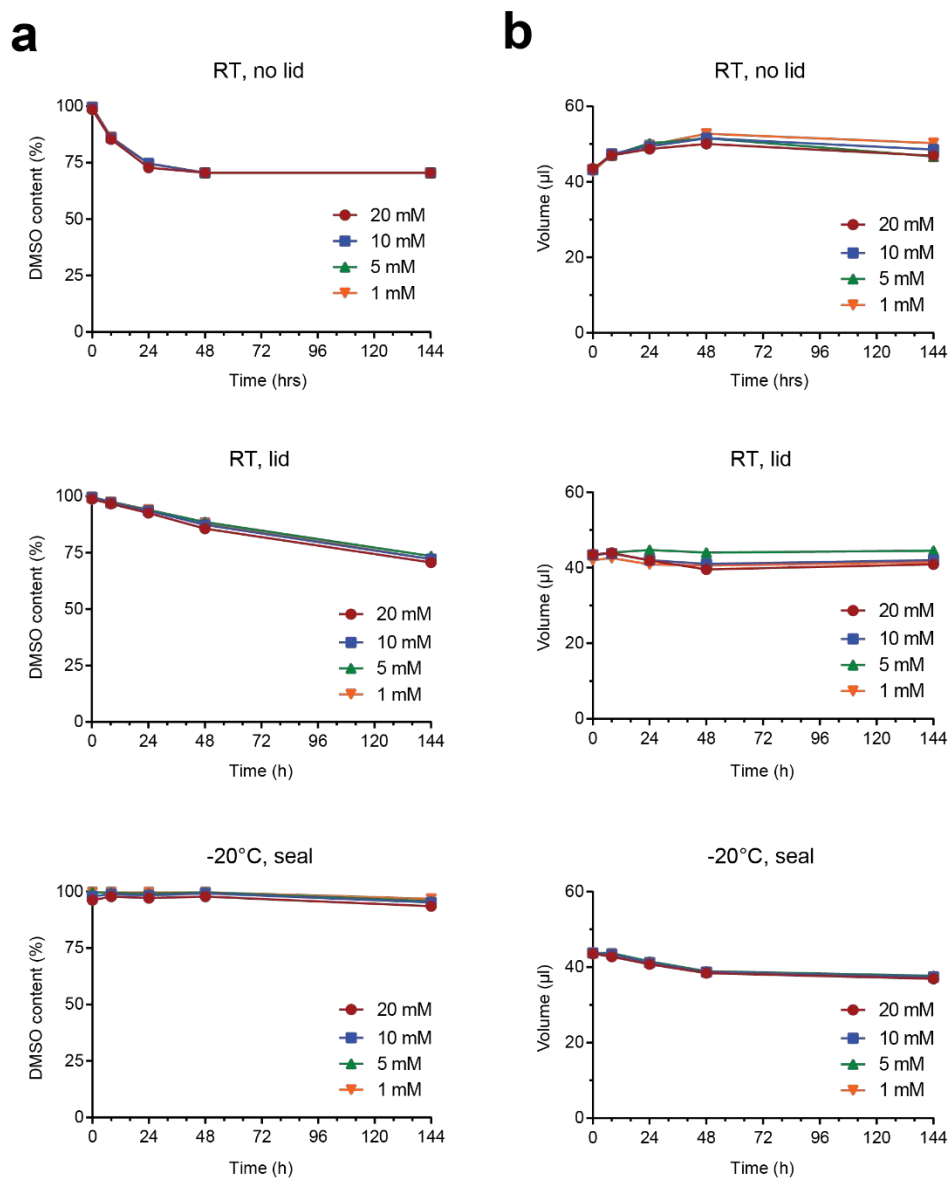 a
RT, no lid
DMSO content (%)
100
75
50
25
0
20 mM
10 mM
5 mM
1 mM
0 24 48 72 96 120 144
Time (hrs)
RT, lid
DMSO content (%)
100
75
50
25
0
20 mM
10 mM
5 mM
1 mM
0 24 48 72 96 120 144
Time (h)
-20°C, seal
DMSO content (%)
100
75
50
25
0
20 mM
10 mM
5 mM
1 mM
0 24 48 72 96 120 144
Time (h)
b
RT, no lid
Volume (µl)
60
40
20
0
20 mM
10 mM
5 mM
1 mM
0 24 48 72 96 120 144
Time (hrs)
RT, lid
Volume (µl)
60
40
20
0
20 mM
10 mM
5 mM
1 mM
0 24 48 72 96 120 144
Time (h)
-20°C, seal
Volume (µl)
60
40
20
0
20 mM
10 mM
5 mM
1 mM
0 24 48 72 96 120 144
Time (h)